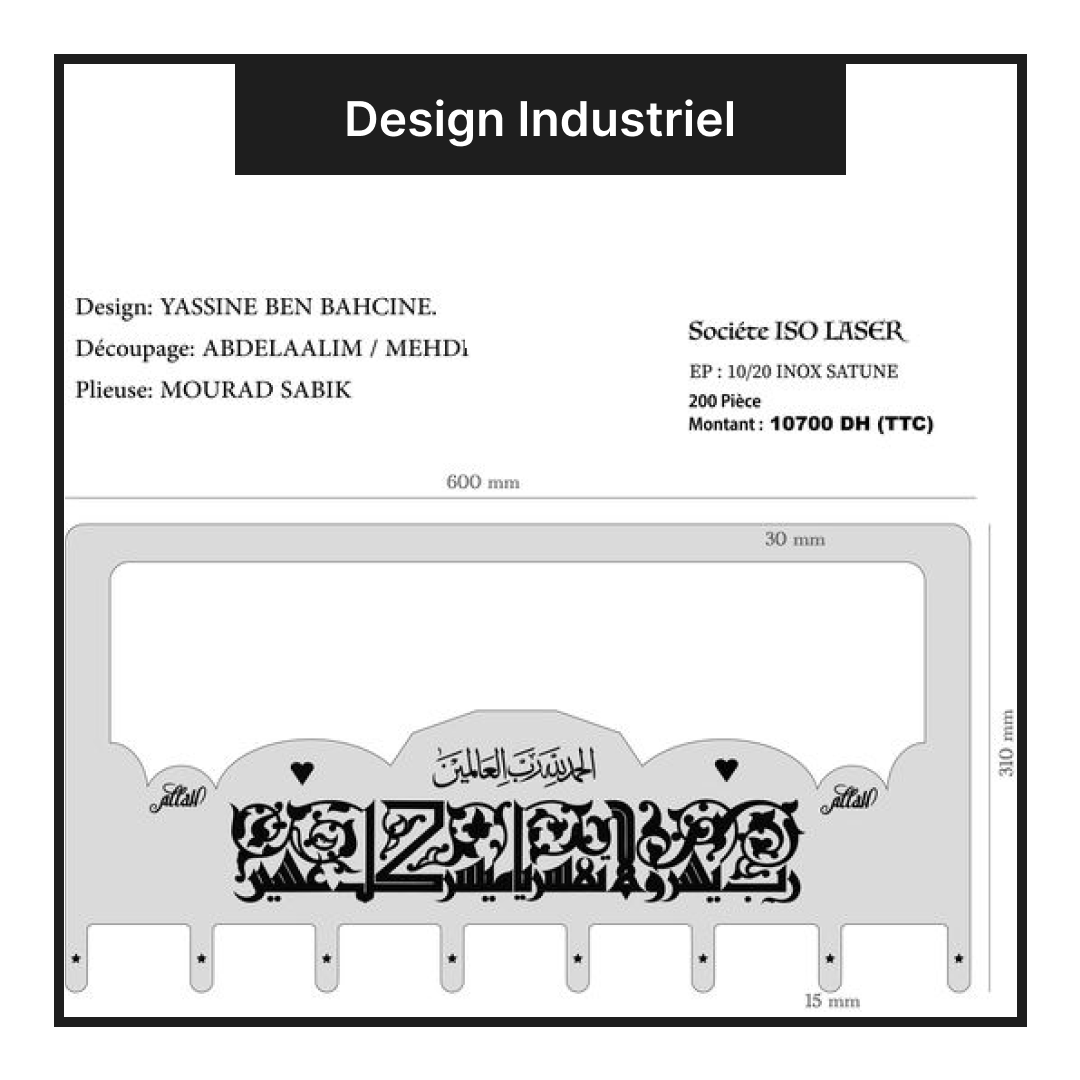 Design Industriel
Design: YASSINE BEN BAHCINE.
Découpage: ABDELAALIM / MEHDI
Plieuse: MOURAD SABIK
Sociéte ISO LASER
EP : 10/20 INOX SATUNE
200 Pièce
Montant : 10700 DH (TTC)
600 mm
30 mm
310 mm
الحمد لله رب العالمين
allah
allah
رب يسر ولا تعسر يا ميسر كل عسير
15 mm